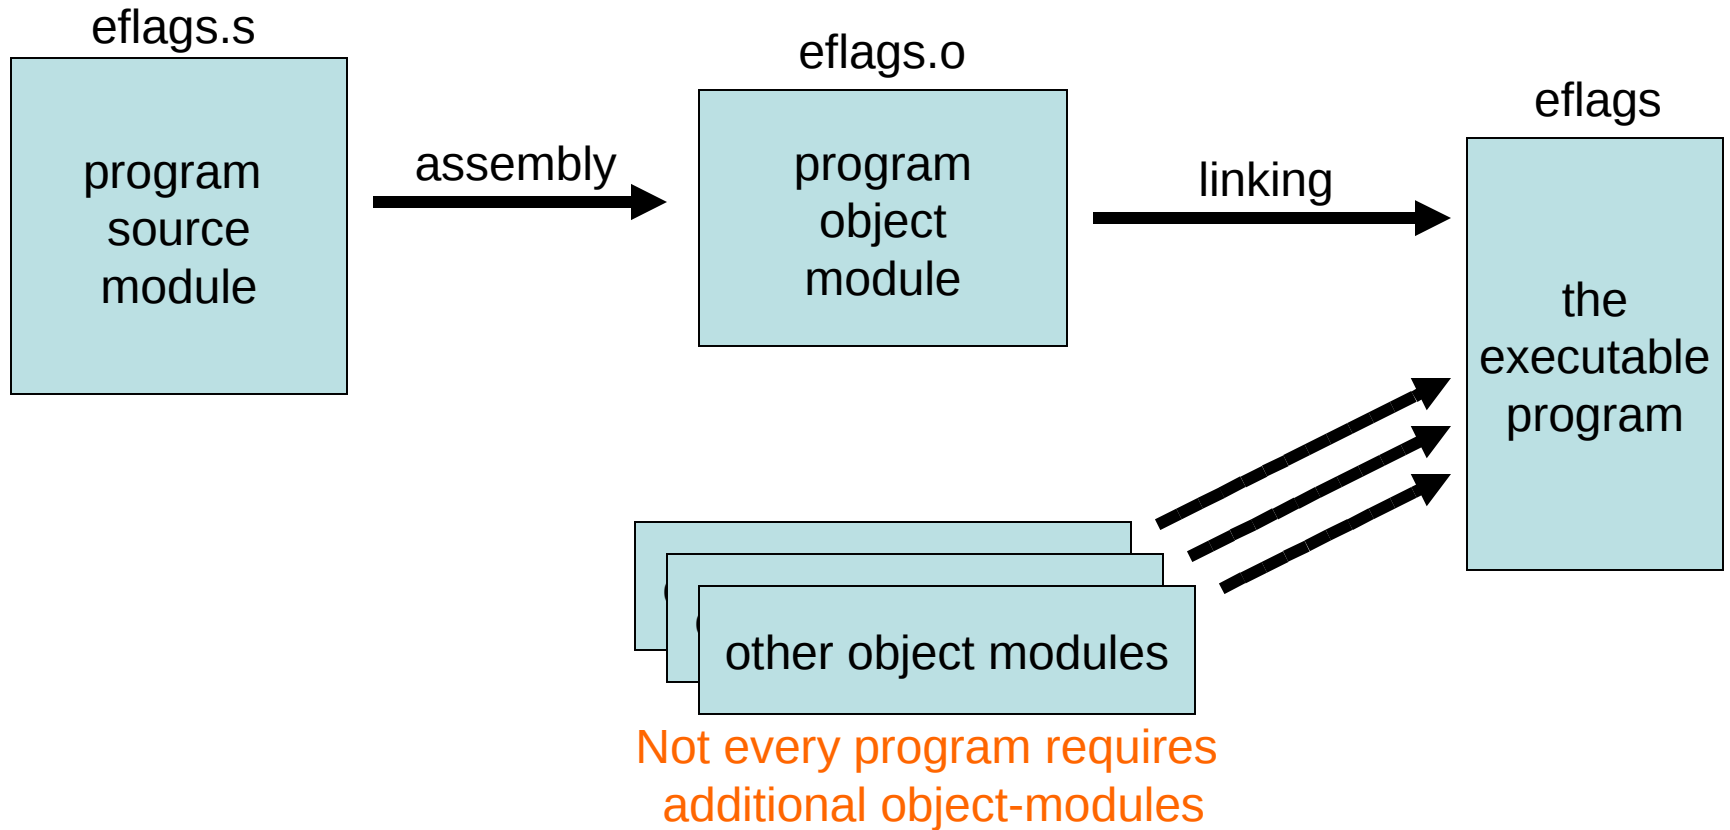 eflags.s
program
source
module
assembly
eflags.o
program
object
module
linking
eflags
the
executable
program
other object modules
Not every program requires
additional object-modules